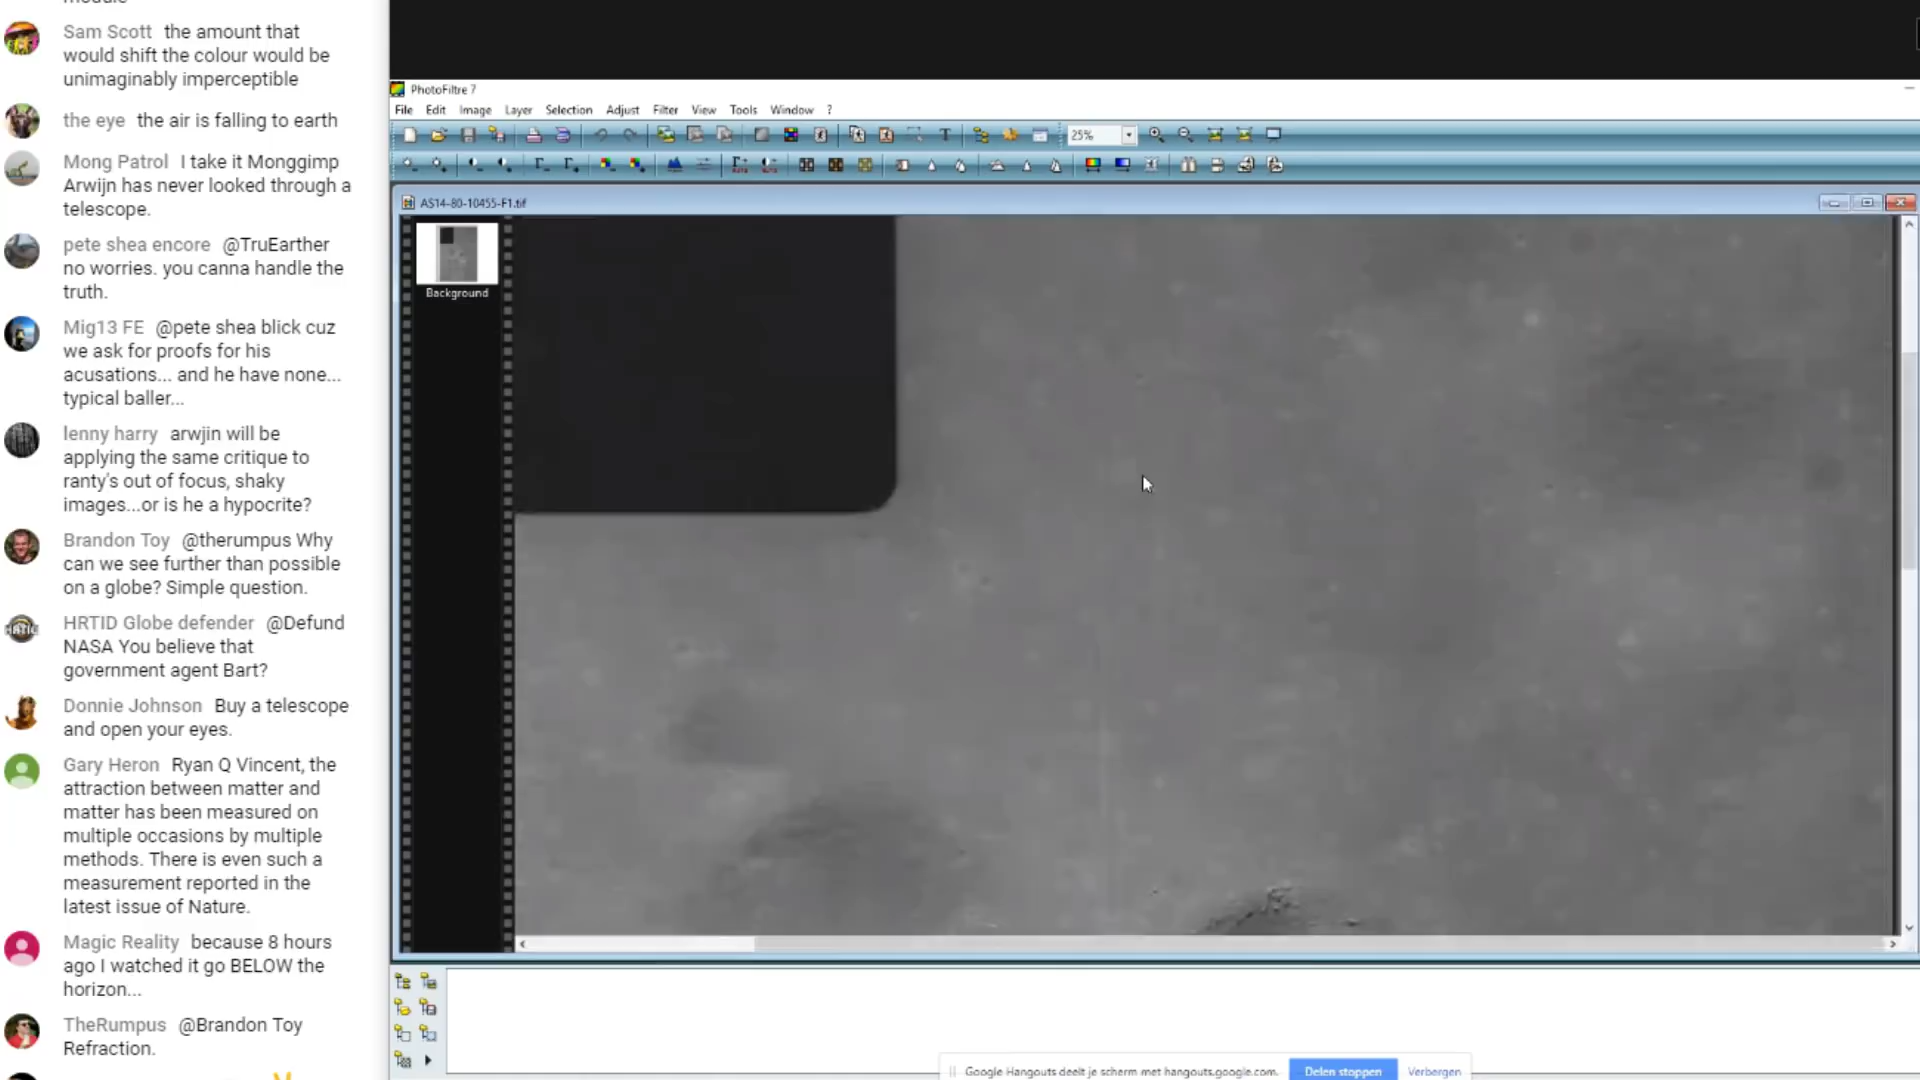 module
Sam Scott the amount that
would shift the colour would be
unimaginably imperceptible
the eye the air is falling to earth
Mong Patrol I take it Monggimp
Arwijn has never looked through a
telescope.
pete shea encore @TruEarther
no worries. you canna handle the
truth.
Mig13 FE @pete shea blick cuz
we ask for proofs for his
acusations... and he have none...
typical baller...
lenny harry arwjin will be
applying the same critique to
ranty's out of focus, shaky
images...or is he a hypocrite?
Brandon Toy @therumpus Why
can we see further than possible
on a globe? Simple question.
HRTID Globe defender @Defund
NASA You believe that
government agent Bart?
Donnie Johnson Buy a telescope
and open your eyes.
Gary Heron Ryan Q Vincent, the
attraction between matter and
matter has been measured on
multiple occasions by multiple
methods. There is even such a
measurement reported in the
latest issue of Nature.
Magic Reality because 8 hours
ago I watched it go BELOW the
horizon...
TheRumpus @Brandon Toy
Refraction.
PhotoFiltre 7
File Edit Image Layer Selection Adjust Filter View Tools Window ?
25%
AS14-80-10455-F1.tif
Background
Google Hangouts deelt je scherm met hangouts.google.com. Delen stoppen Verbergen